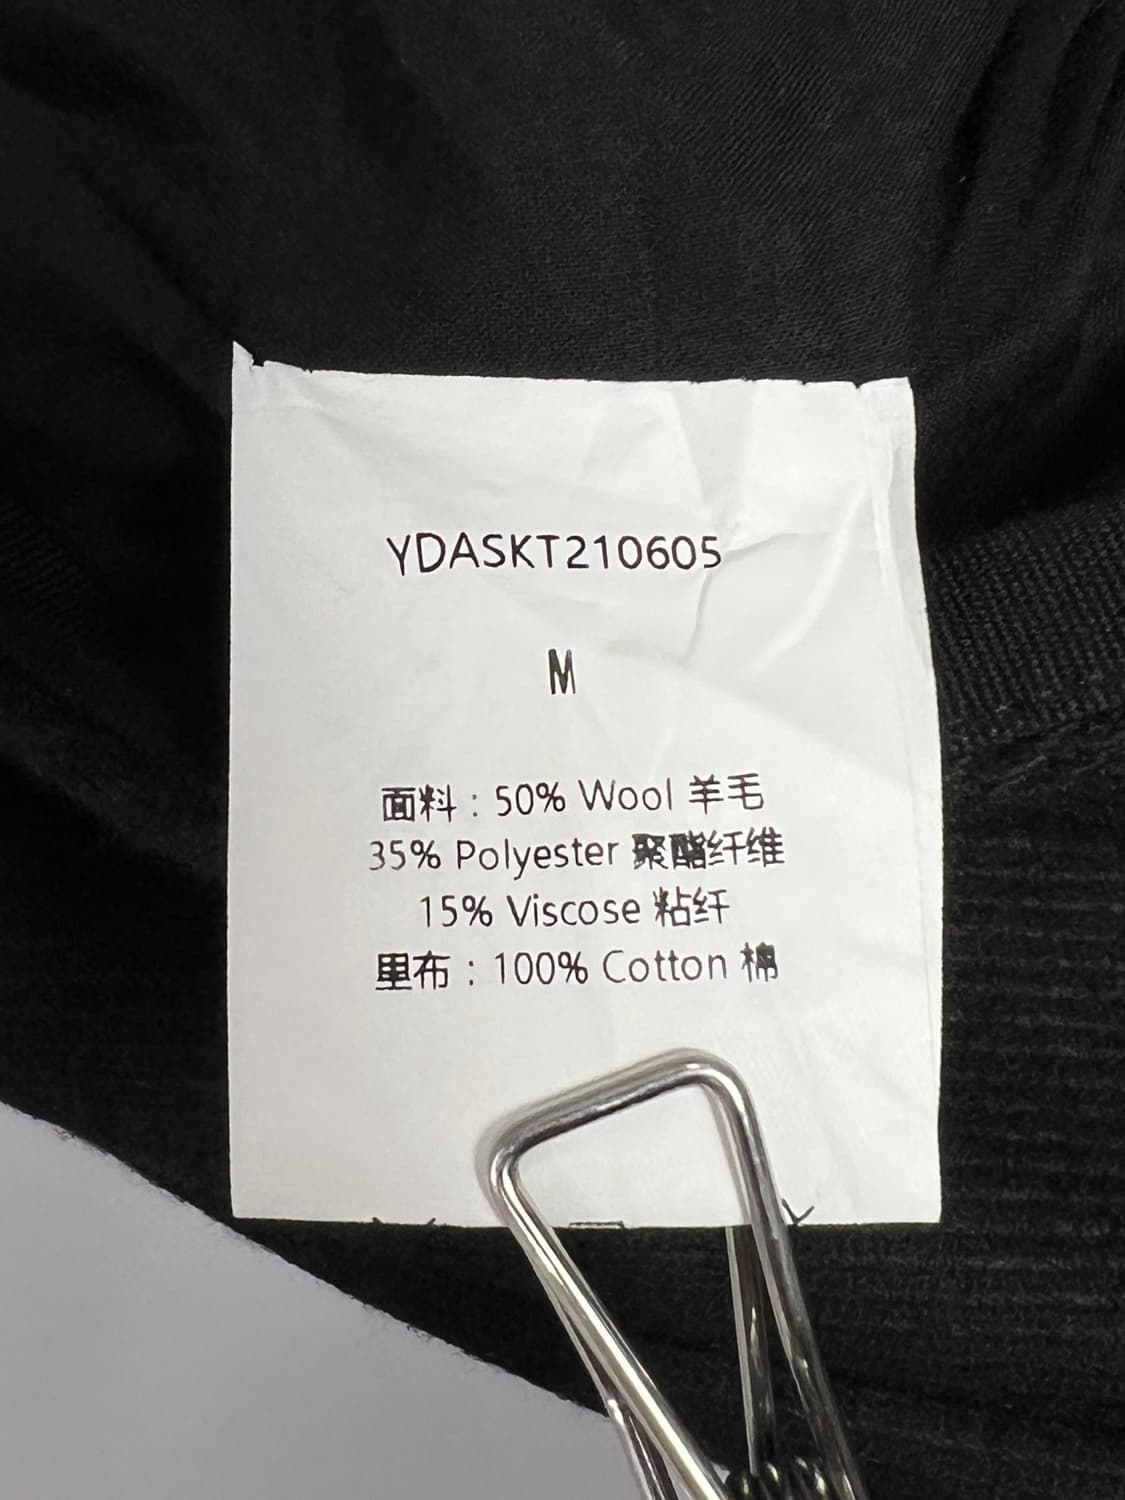 YDASKT210605
M
面料：50% Wool 羊毛
35% Polyester 聚酯纤维
15% Viscose 粘纤
里布：100% Cotton 棉